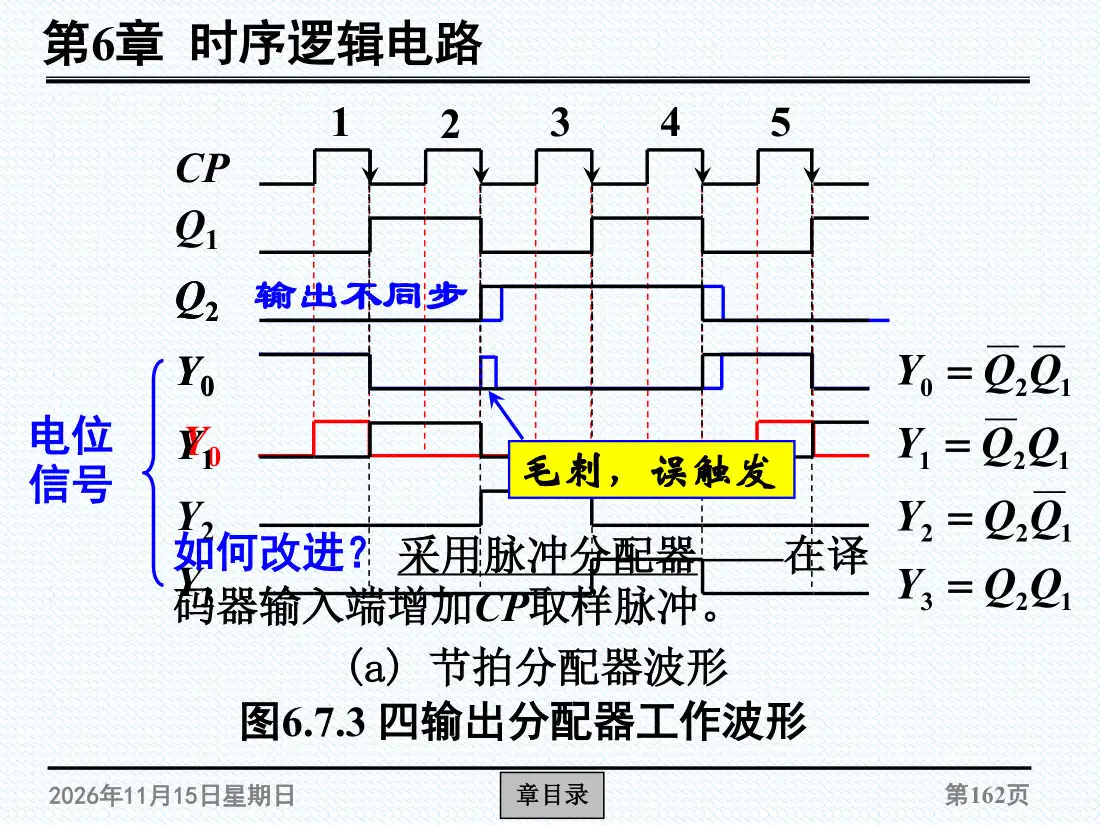 第6章 时序逻辑电路
1 2 3 4 5
CP
Q₁
Q₂ 输出不同步
Y₀ Y₀ = Q̅₂Q̅₁
电位信号
Y₁ Y₀ Y₁ = Q̅₂Q₁
毛刺，误触发
Y₂ Y₂ = Q₂Q̅₁
如何改进？ 采用脉冲分配器——在译
Y₃ Y₃ = Q₂Q₁
码器输入端增加CP取样脉冲。
(a) 节拍分配器波形
图6.7.3 四输出分配器工作波形
2026年11月15日星期日 章目录 第162页